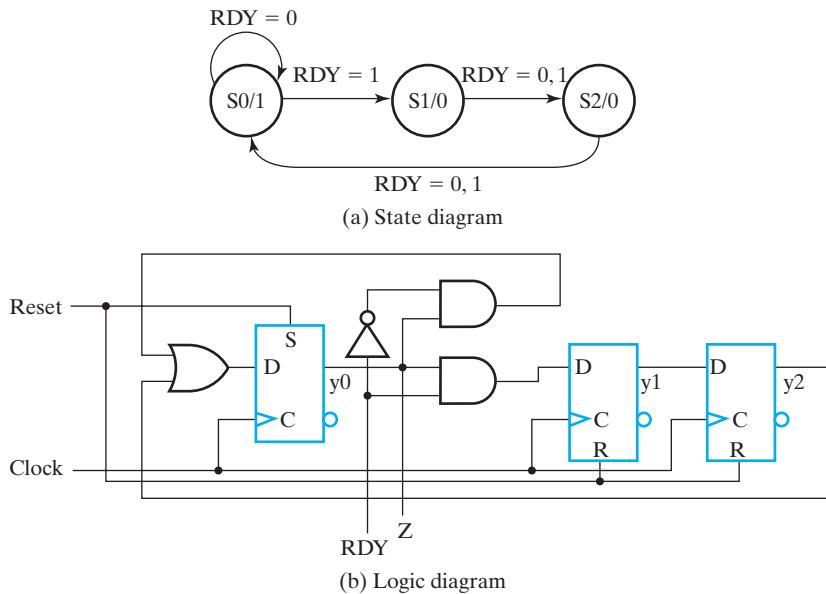 RDY = 0
S0/1
RDY = 1
S1/0
RDY = 0, 1
S2/0
RDY = 0, 1
(a) State diagram
Reset
S
D
y0
C
D
y1
C
R
D
y2
C
R
Clock
Z
RDY
(b) Logic diagram